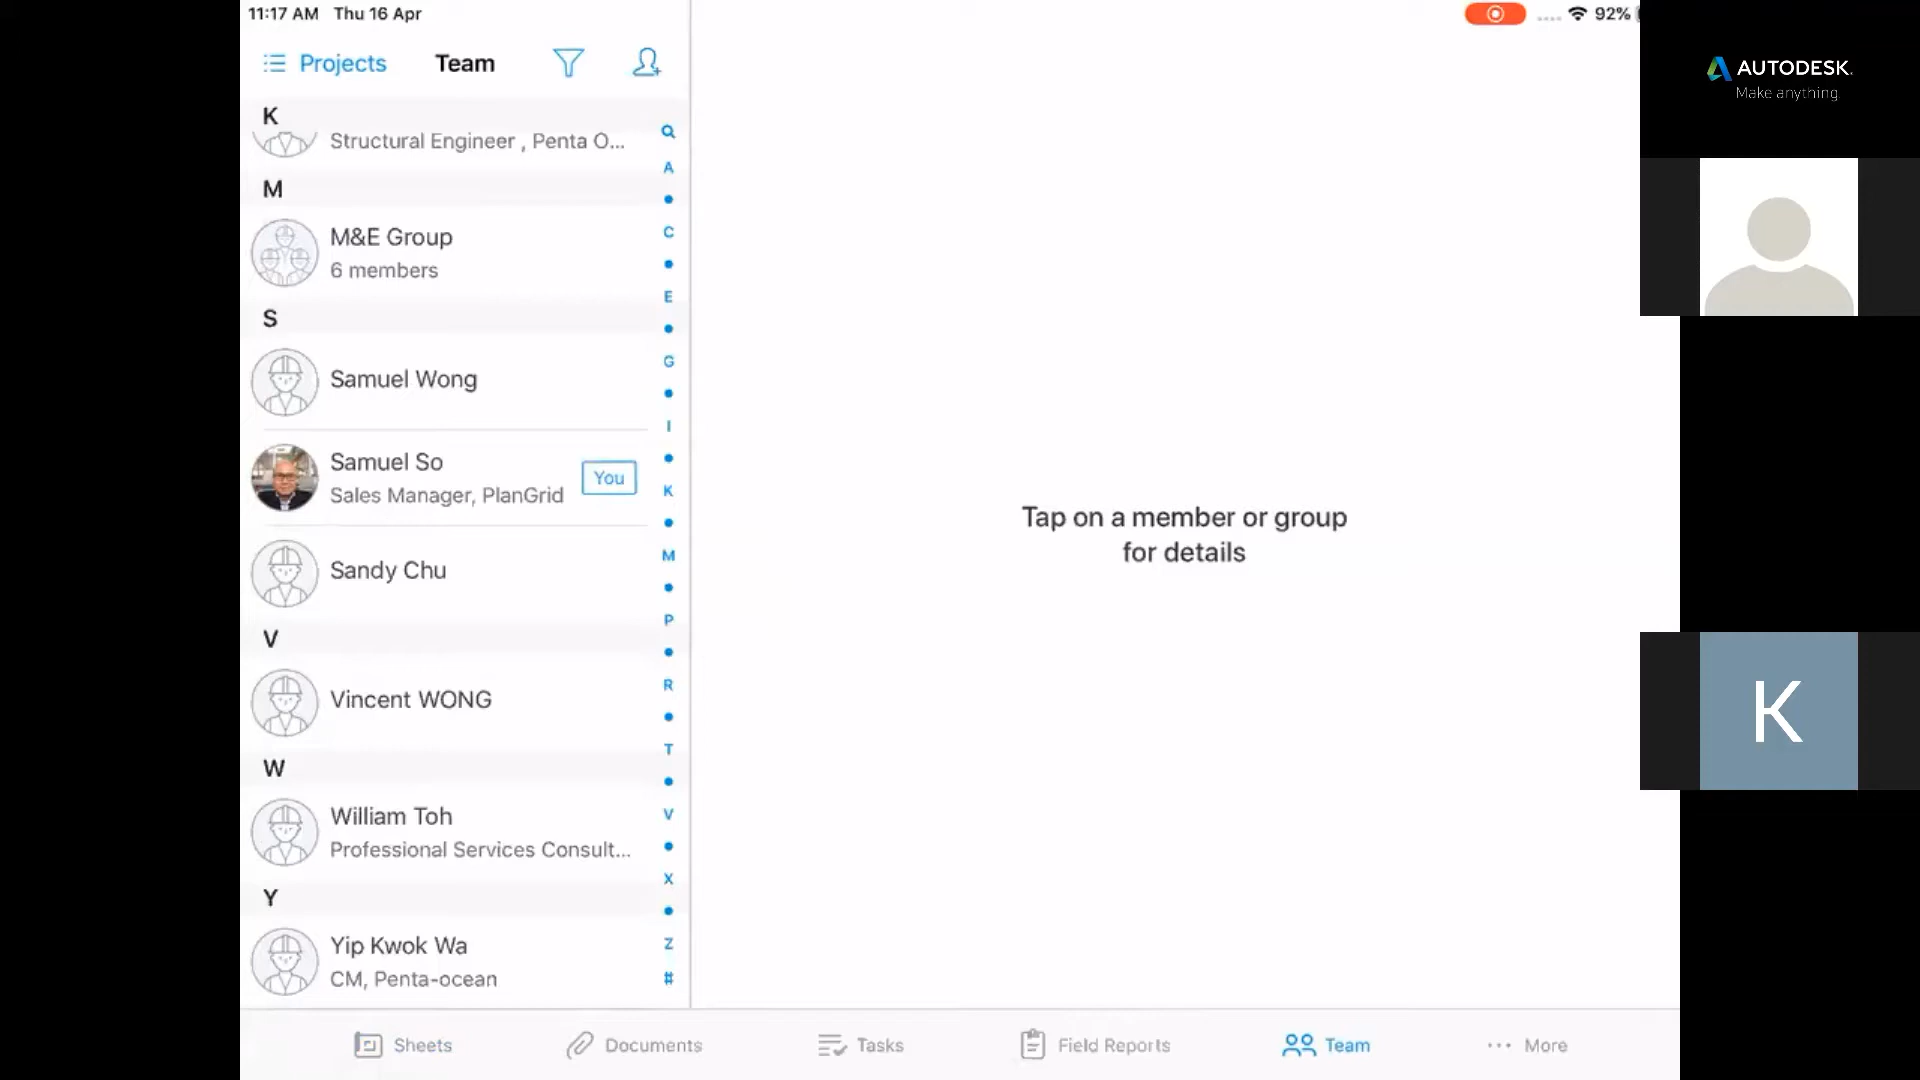 11:17 AM Thu 16 Apr
92%
Projects
Team
K
Structural Engineer , Penta O...
M
M&E Group
6 members
S
Samuel Wong
Samuel So
Sales Manager, PlanGrid
You
Sandy Chu
V
Vincent WONG
W
William Toh
Professional Services Consult...
Y
Yip Kwok Wa
CM, Penta-ocean
A
C
E
G
I
K
M
P
R
T
V
X
Z
#
Tap on a member or group
for details
Sheets
Documents
Tasks
Field Reports
Team
More
AUTODESK.
Make anything.
K